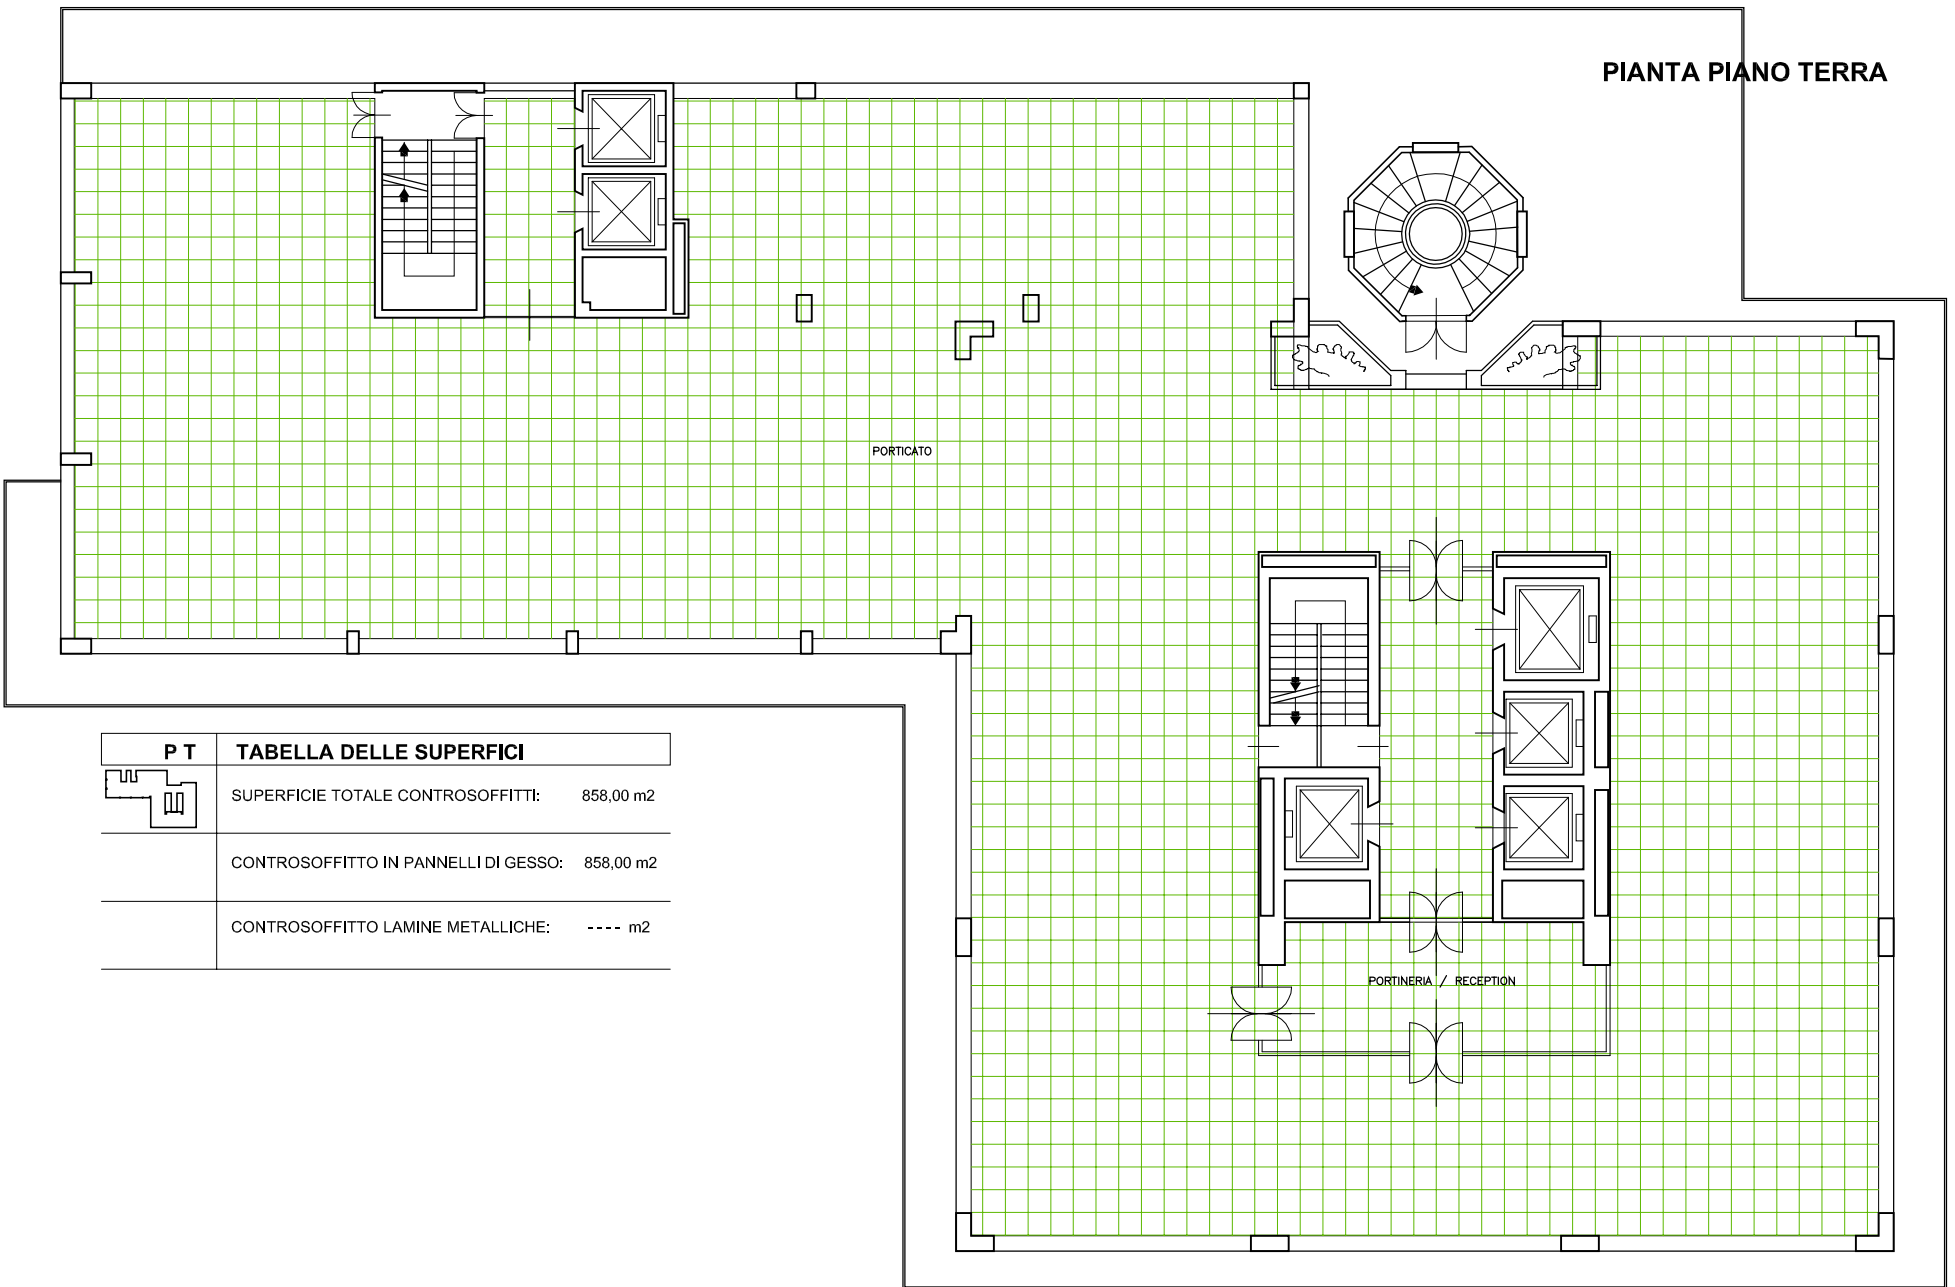 PIANTA PIANO TERRA
PORTICATO
P T TABELLA DELLE SUPERFICI
SUPERFICIE TOTALE CONTROSOFFITTI: 858,00 m2
CONTROSOFFITTO IN PANNELLI DI GESSO: 858,00 m2
CONTROSOFFITTO LAMINE METALLICHE: ---- m2
PORTINERIA / RECEPTION